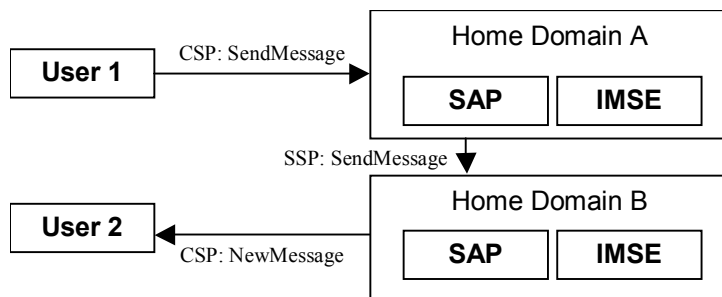 Home Domain A
CSP: SendMessage
User 1
SAP
IMSE
SSP: SendMessage
Home Domain B
User 2
CSP: NewMessage
SAP
IMSE